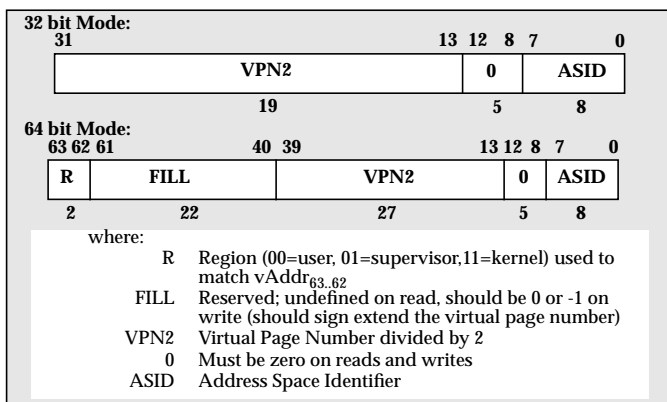 32 bit Mode:
31 13 12 8 7 0
VPN2 0 ASID
19 5 8
64 bit Mode:
63 62 61 40 39 13 12 8 7 0
R FILL VPN2 0 ASID
2 22 27 5 8
where:
R Region (00=user, 01=supervisor,11=kernel) used to
match vAddr63..62
FILL Reserved; undefined on read, should be 0 or -1 on
write (should sign extend the virtual page number)
VPN2 Virtual Page Number divided by 2
0 Must be zero on reads and writes
ASID Address Space Identifier